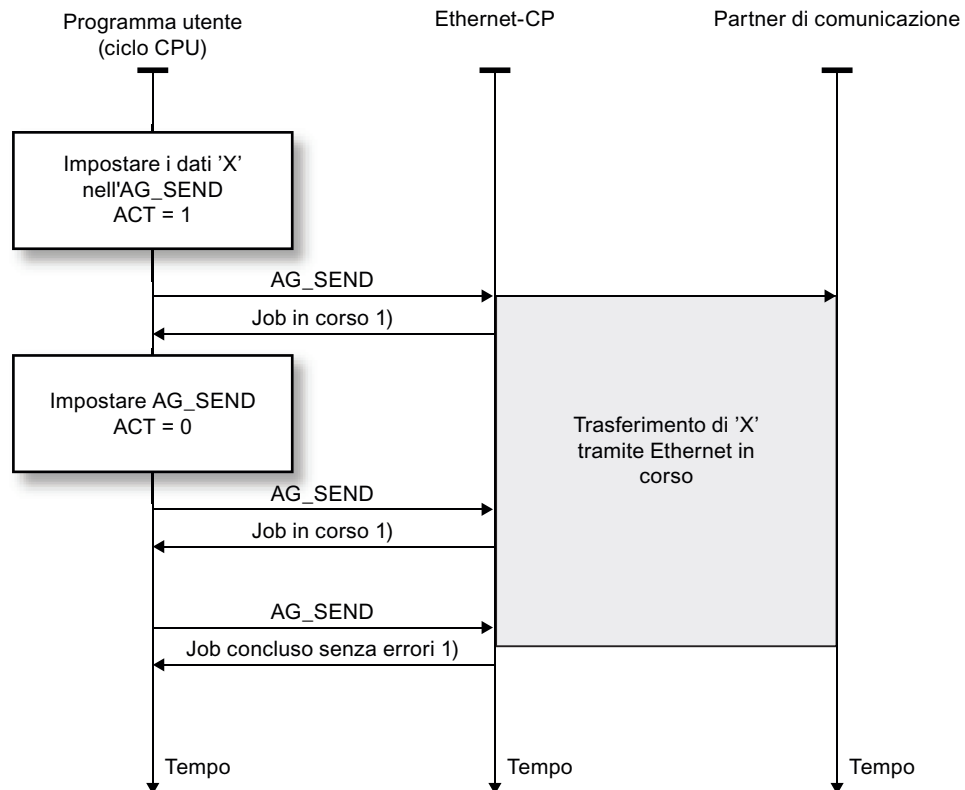 Programma utente
(ciclo CPU)
Ethernet-CP
Partner di comunicazione
Impostare i dati ’X’
nell'AG_SEND
ACT = 1
AG_SEND
Job in corso 1)
Impostare AG_SEND
ACT = 0
Trasferimento di ’X’
tramite Ethernet in
corso
AG_SEND
Job in corso 1)
AG_SEND
Job concluso senza errori 1)
Tempo
Tempo
Tempo